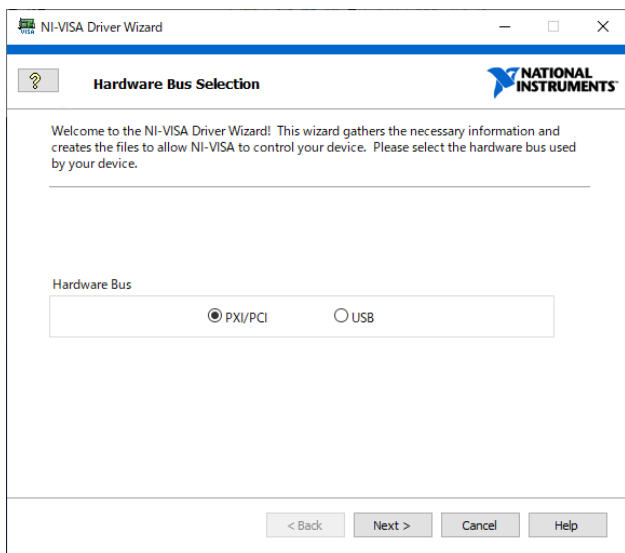 NI-VISA Driver Wizard
Hardware Bus Selection
NATIONAL
INSTRUMENTS™
Welcome to the NI-VISA Driver Wizard! This wizard gathers the necessary information and
creates the files to allow NI-VISA to control your device. Please select the hardware bus used
by your device.
Hardware Bus
PXI/PCI
USB
< Back
Next >
Cancel
Help